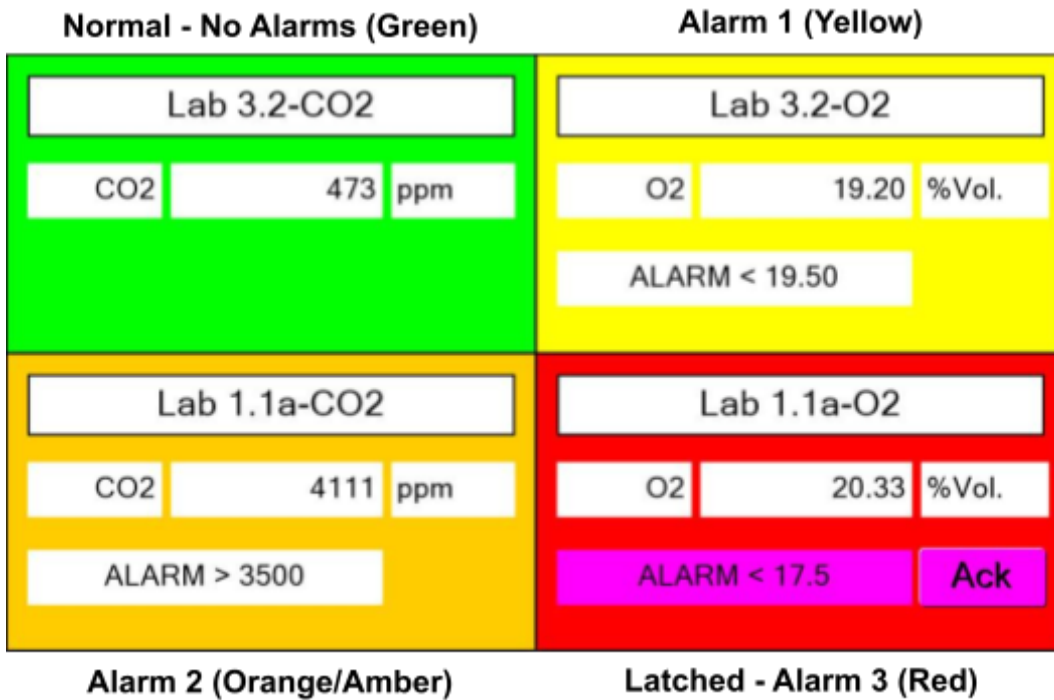 Normal - No Alarms (Green)
Alarm 1 (Yellow)
Lab 3.2-CO2
CO2 473 ppm
Lab 3.2-O2
O2 19.20 %Vol.
ALARM < 19.50
Lab 1.1a-CO2
CO2 4111 ppm
ALARM > 3500
Lab 1.1a-O2
O2 20.33 %Vol.
ALARM < 17.5 Ack
Alarm 2 (Orange/Amber)
Latched - Alarm 3 (Red)